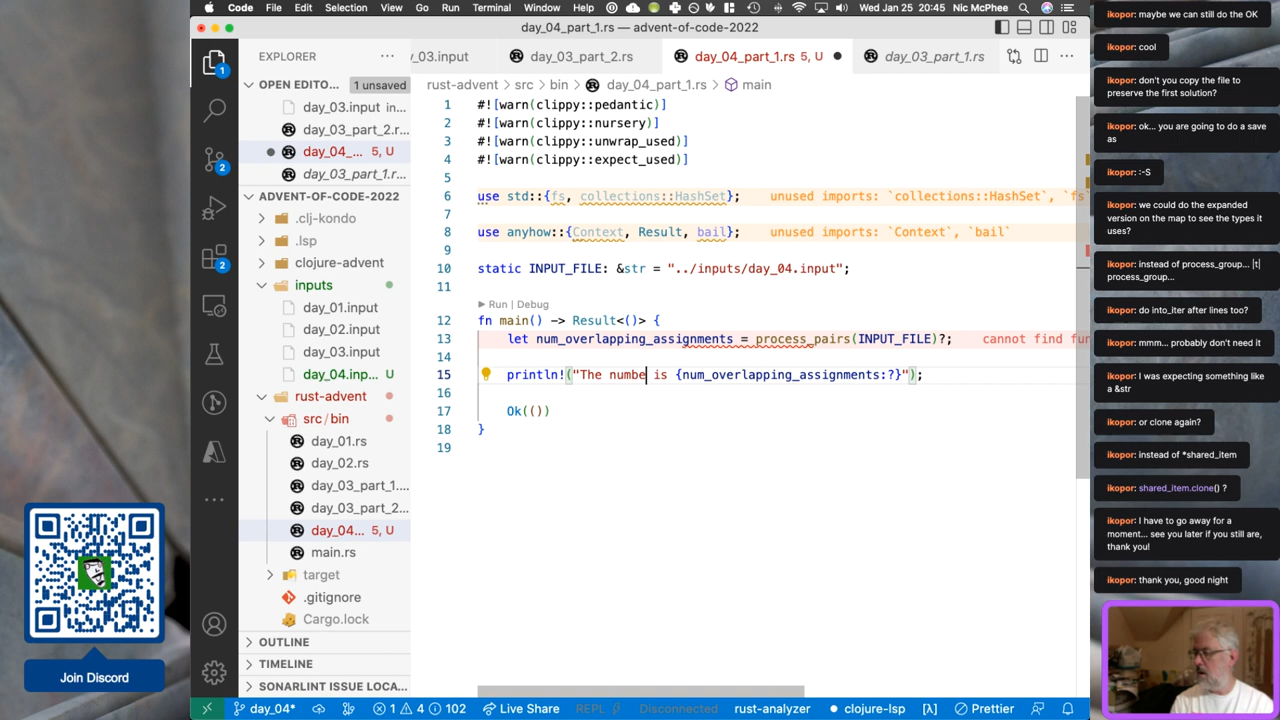 Code File Edit Selection View Go Run Terminal Window Help Wed Jan 25 20:45 Nic McPhee
day_04_part_1.rs — advent-of-code-2022
EXPLORER
OPEN EDITO... 1 unsaved
day_03.input in...
day_03_part_2.r...
day_04_... 5, U
day_03_part_1.r...
ADVENT-OF-CODE-2022
.clj-kondo
.lsp
clojure-advent
inputs
day_01.input
day_02.input
day_03.input
day_04.inp... U
rust-advent
src/bin
day_01.rs
day_02.rs
day_03_part_1....
day_03_part_2...
day_04... 5, U
main.rs
target
.gitignore
Cargo.lock
OUTLINE
TIMELINE
SONARLINT ISSUE LOCA...
1
2
2
_03.input day_03_part_2.rs day_04_part_1.rs 5, U day_03_part_1.rs
rust-advent > src > bin > day_04_part_1.rs > main
1 #![warn(clippy::pedantic)]
2 #![warn(clippy::nursery)]
3 #![warn(clippy::unwrap_used)]
4 #![warn(clippy::expect_used)]
5
6 use std::{fs, collections::HashSet}; unused imports: `collections::HashSet`, `fs`
7
8 use anyhow::{Context, Result, bail}; unused imports: `Context`, `bail`
9
10 static INPUT_FILE: &str = "../inputs/day_04.input";
11
Run | Debug
12 fn main() -> Result<()> {
13 let num_overlapping_assignments = process_pairs(INPUT_FILE)?; cannot find fun
14
15 println!("The numbe is {num_overlapping_assignments:?}");
16
17 Ok(())
18 }
19
day_04* 1 4 102 Live Share REPL Disconnected rust-analyzer clojure-lsp [λ] Prettier
Join Discord
ikopor: maybe we can still do the OK
ikopor: cool
ikopor: don't you copy the file to
preserve the first solution?
ikopor: ok... you are going to do a save
as
ikopor: :-S
ikopor: we could do the expanded
version on the map to see the types it
uses?
ikopor: instead of process_group... |t|
process_group...
ikopor: do into_iter after lines too?
ikopor: mmm... probably don't need it
ikopor: I was expecting something like
a &str
ikopor: or clone again?
ikopor: instead of *shared_item
ikopor: shared_item.clone() ?
ikopor: I have to go away for a
moment... see you later if you still are,
thank you!
ikopor: thank you, good night